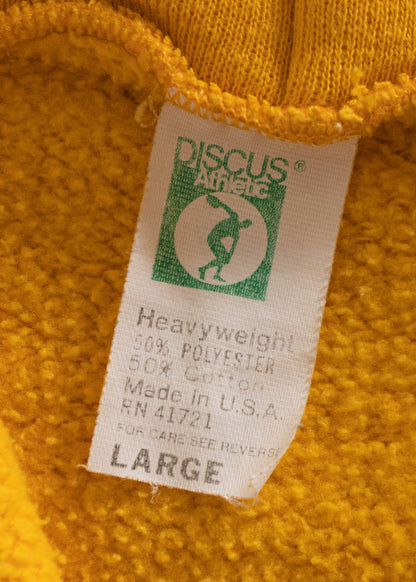 DISCUS®
Athletic
Heavyweight
50% POLYESTER
50% Cotton
Made in U.S.A.
RN 41721
FOR CARE SEE REVERSE
LARGE